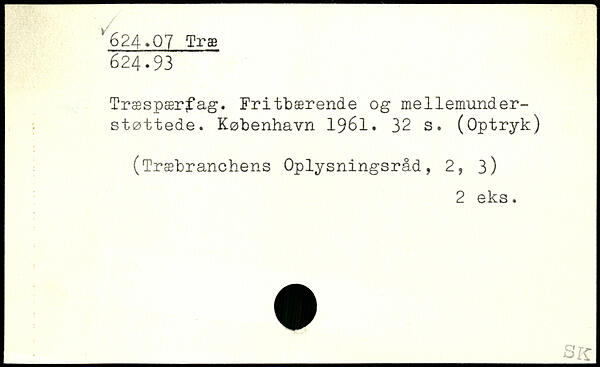 624.07 Træ
624.93
Træspærfag. Fritbærende og mellemunder-
støttede. København 1961. 32 s. (Optryk)
(Træbranchens Oplysningsråd, 2, 3)
2 eks.
SK